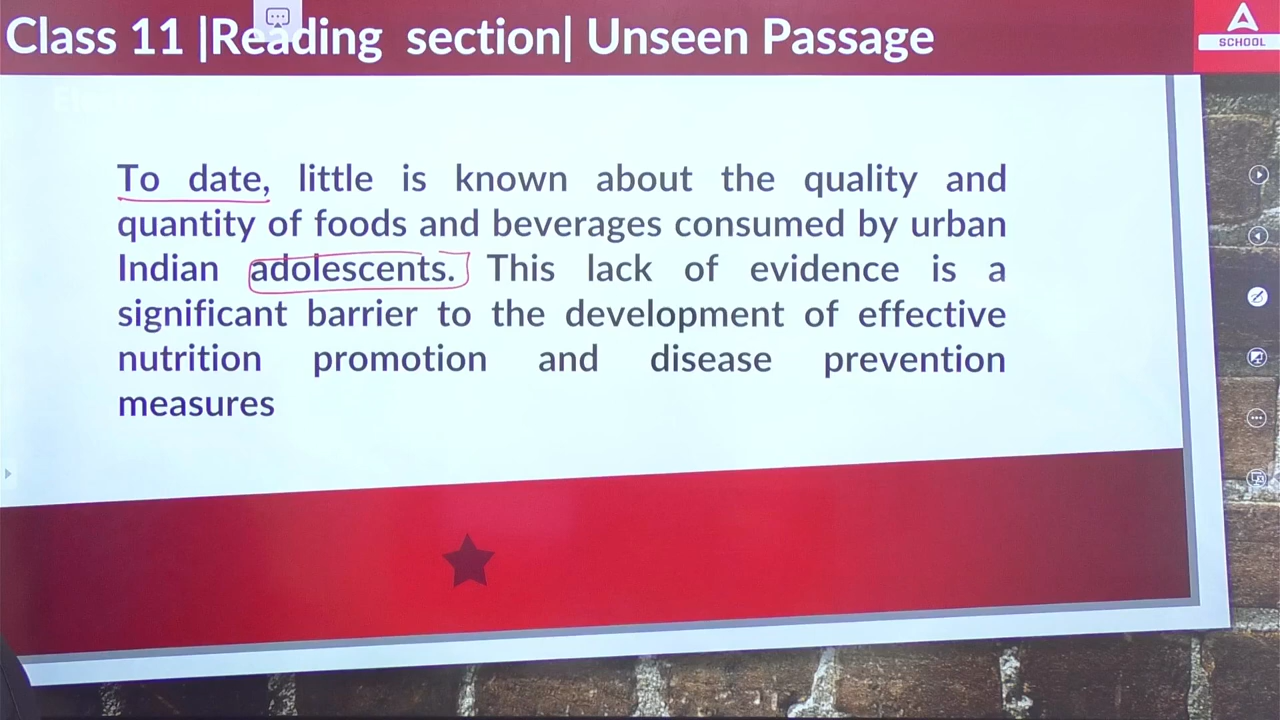 Class 11 |Reading section| Unseen Passage
SCHOOL
To date, little is known about the quality and
quantity of foods and beverages consumed by urban
Indian adolescents. This lack of evidence is a
significant barrier to the development of effective
nutrition promotion and disease prevention
measures